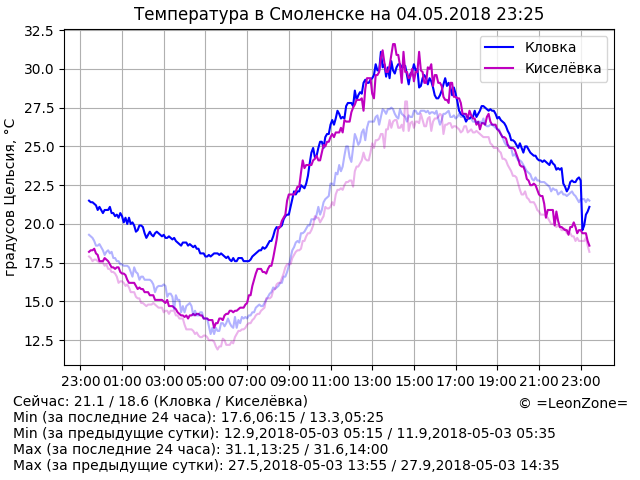 Температура в Смоленске на 04.05.2018 23:25
Кловка
Киселёвка
градусов Цельсия, °C
32.5
30.0
27.5
25.0
22.5
20.0
17.5
15.0
12.5
23:00 01:00 03:00 05:00 07:00 09:00 11:00 13:00 15:00 17:00 19:00 21:00 23:00
Сейчас: 21.1 / 18.6 (Кловка / Киселёвка)
© =LeonZone=
Min (за последние 24 часа): 17.6,06:15 / 13.3,05:25
Min (за предыдущие сутки): 12.9,2018-05-03 05:15 / 11.9,2018-05-03 05:35
Max (за последние 24 часа): 31.1,13:25 / 31.6,14:00
Max (за предыдущие сутки): 27.5,2018-05-03 13:55 / 27.9,2018-05-03 14:35